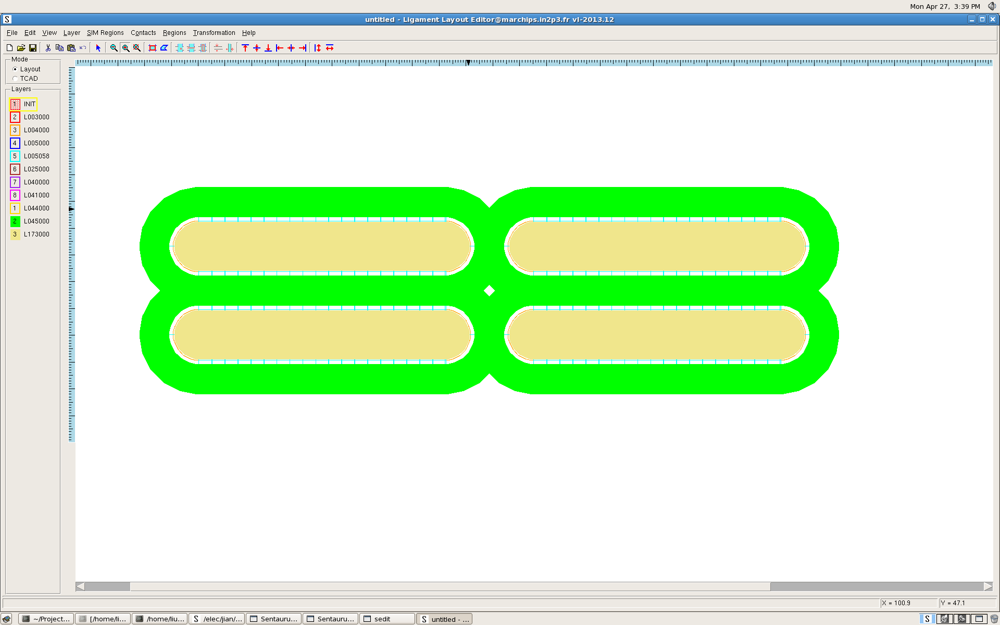 Mon Apr 27, 3:39 PM
S untitled - Ligament Layout Editor@marchips.in2p3.fr vI-2013.12
File Edit View Layer SIM Regions Contacts Regions Transformation Help
Mode
Layout
TCAD
Layers
1 INIT
2 L003000
3 L004000
4 L005000
5 L005058
6 L025000
7 L040000
8 L041000
1 L044000
2 L045000
3 L173000
X = 100.9 Y = 47.1
~/Project... [/home/li... /home/liu... S /elec/jian/... Sentauru... Sentauru... sedit S untitled - ... S